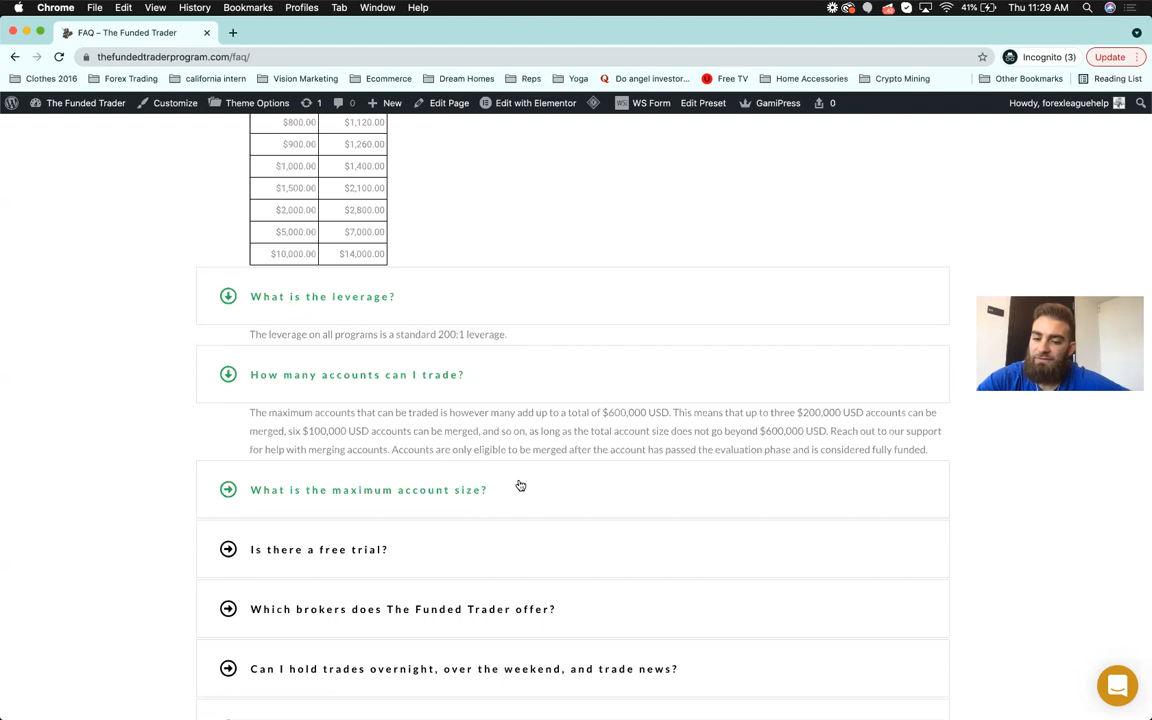 Chrome File Edit View History Bookmarks Profiles Tab Window Help 41% Thu 11:29 AM
FAQ – The Funded Trader
thefundedtraderprogram.com/faq/ Incognito (3) Update
Clothes 2016 Forex Trading california intern Vision Marketing Ecommerce Dream Homes Reps Yoga Do angel investor... Free TV Home Accessories Crypto Mining Other Bookmarks Reading List
The Funded Trader Customize Theme Options 1 0 New Edit Page Edit with Elementor WS Form Edit Preset GamiPress 0 Howdy, forexleaguehelp
$800.00 $1,120.00
$900.00 $1,260.00
$1,000.00 $1,400.00
$1,500.00 $2,100.00
$2,000.00 $2,800.00
$5,000.00 $7,000.00
$10,000.00 $14,000.00
What is the leverage?
The leverage on all programs is a standard 200:1 leverage.
How many accounts can I trade?
The maximum accounts that can be traded is however many add up to a total of $600,000 USD. This means that up to three $200,000 USD accounts can be
merged, six $100,000 USD accounts can be merged, and so on, as long as the total account size does not go beyond $600,000 USD. Reach out to our support
for help with merging accounts. Accounts are only eligible to be merged after the account has passed the evaluation phase and is considered fully funded.
What is the maximum account size?
Is there a free trial?
Which brokers does The Funded Trader offer?
Can I hold trades overnight, over the weekend, and trade news?